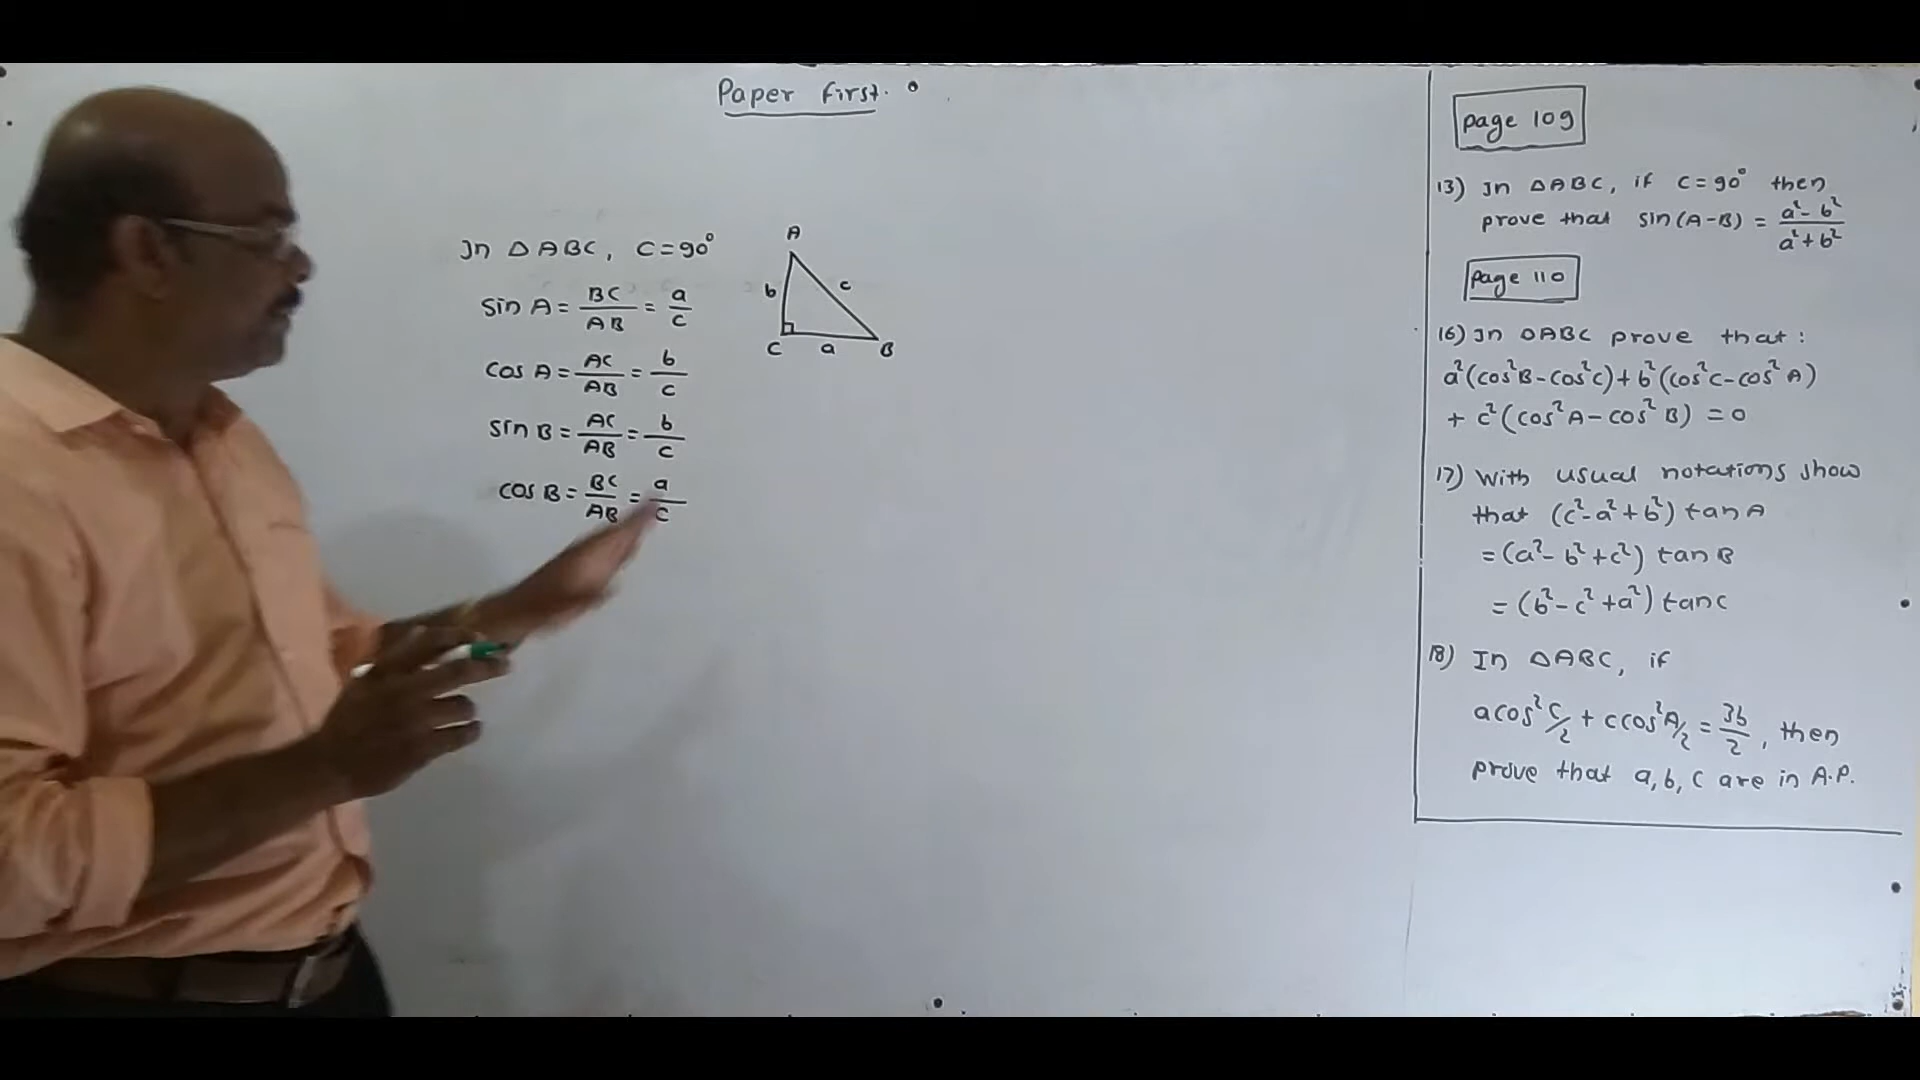 Paper first.
In △ABC, C=90°
sin A = BC/AB = a/c
cos A = AC/AB = b/c
sin B = AC/AB = b/c
cos B = BC/AB = a/c
A
b
c
C
a
B
page 109
13) In △ABC, if C=90° then
prove that sin(A-B) = a²-b²/a²+b²
page 110
16) In △ABC prove that :
a²(cos²B-cos²C)+b²(cos²C-cos²A)
+ c²(cos²A-cos²B) = 0
17) With usual notations show
that (c²-a²+b²) tan A
= (a²-b²+c²) tan B
= (b²-c²+a²) tan C
18) In △ABC, if
a cos² C/2 + c cos² A/2 = 3b/2, then
prove that a, b, c are in A.P.